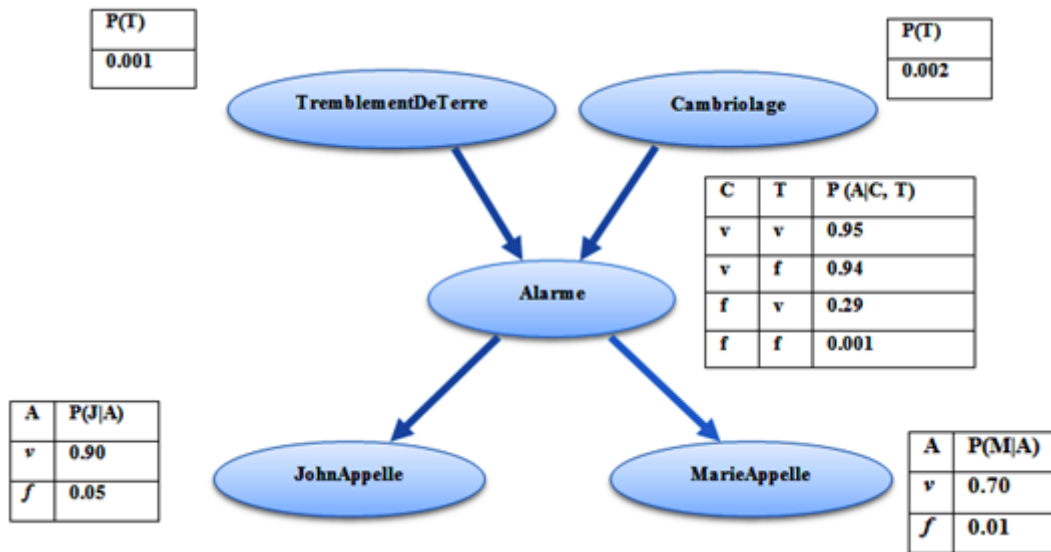 P(T)
0.001
P(T)
0.002
TremblementDeTerre
Cambriolage
C T P (A|C, T)
v v 0.95
v f 0.94
f v 0.29
f f 0.001
Alarme
A P(J|A)
v 0.90
f 0.05
JohnAppelle
MarieAppelle
A P(M|A)
v 0.70
f 0.01